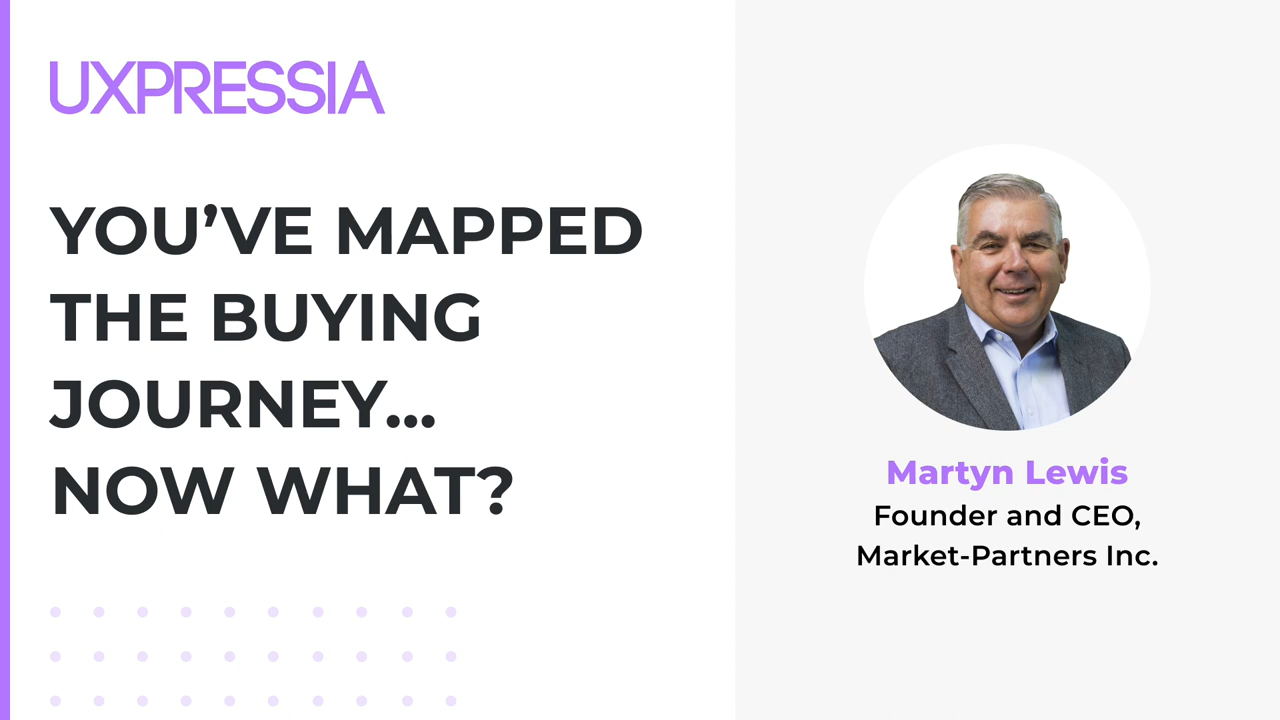 UXPRESSIA
YOU’VE MAPPED
THE BUYING
JOURNEY...
NOW WHAT?
Martyn Lewis
Founder and CEO,
Market-Partners Inc.